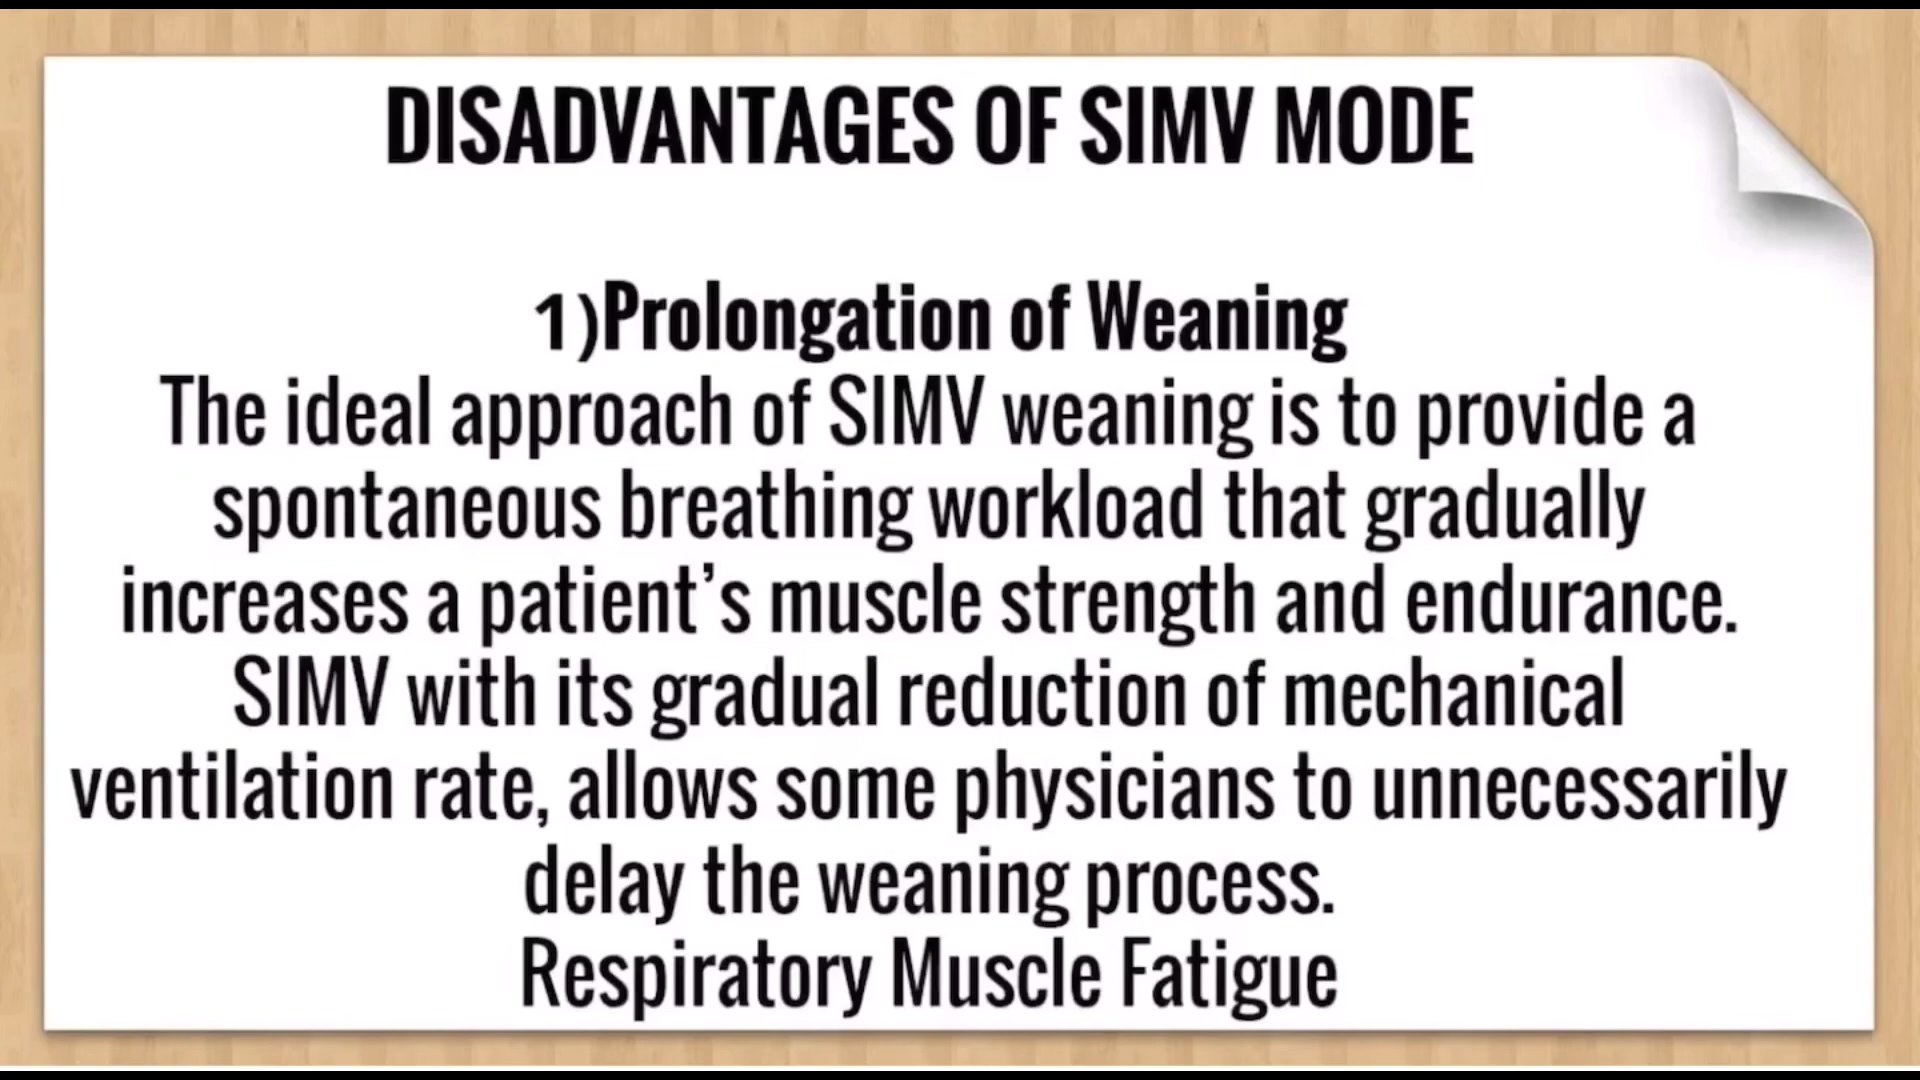 DISADVANTAGES OF SIMV MODE
1)Prolongation of Weaning
The ideal approach of SIMV weaning is to provide a
spontaneous breathing workload that gradually
increases a patient’s muscle strength and endurance.
SIMV with its gradual reduction of mechanical
ventilation rate, allows some physicians to unnecessarily
delay the weaning process.
Respiratory Muscle Fatigue